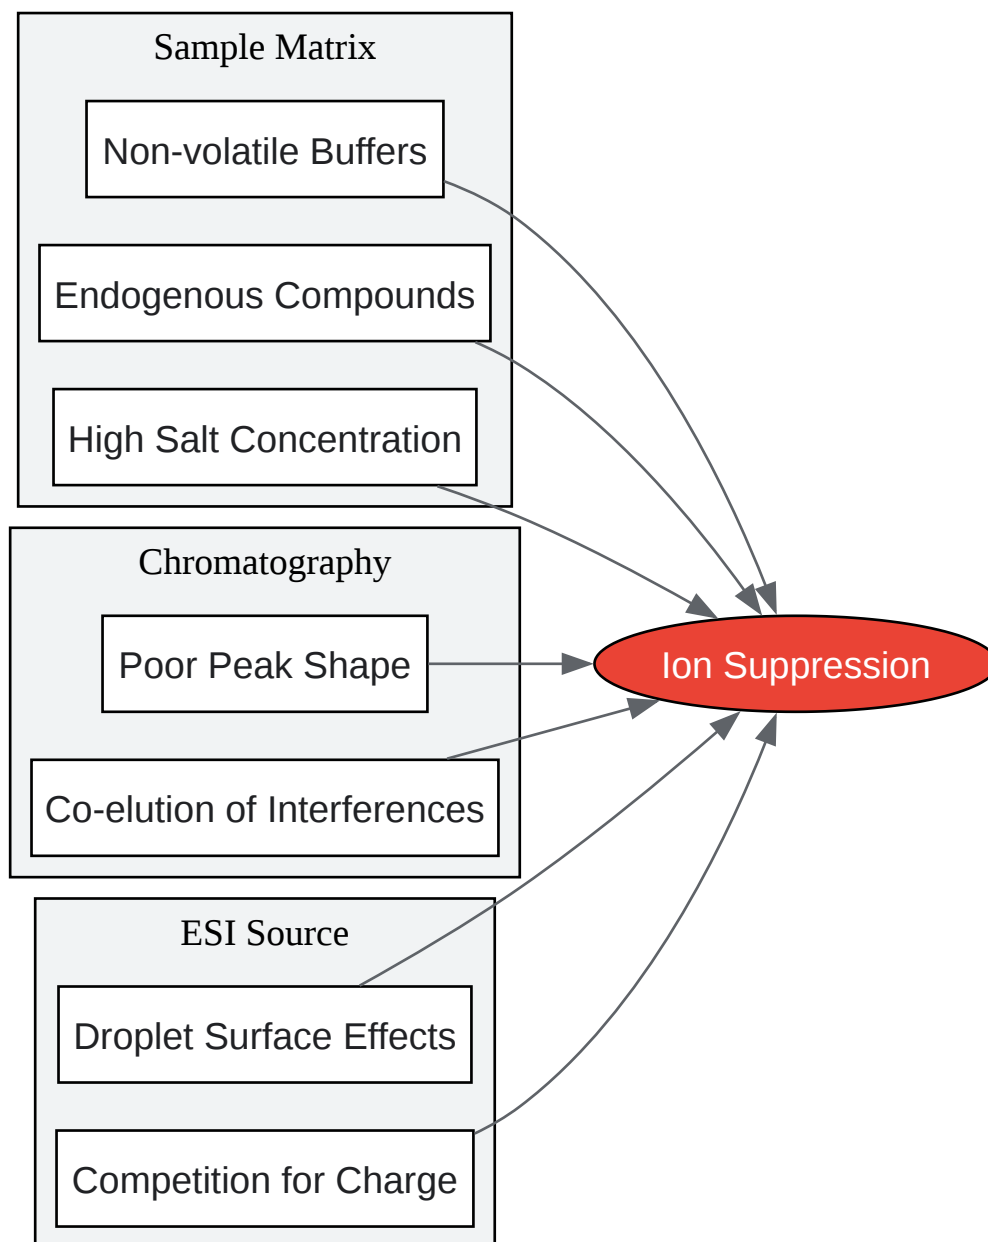 Sample Matrix
Non-volatile Buffers
Endogenous Compounds
High Salt Concentration
Chromatography
Poor Peak Shape
Ion Suppression
Co-elution of Interferences
ESI Source
Droplet Surface Effects
Competition for Charge